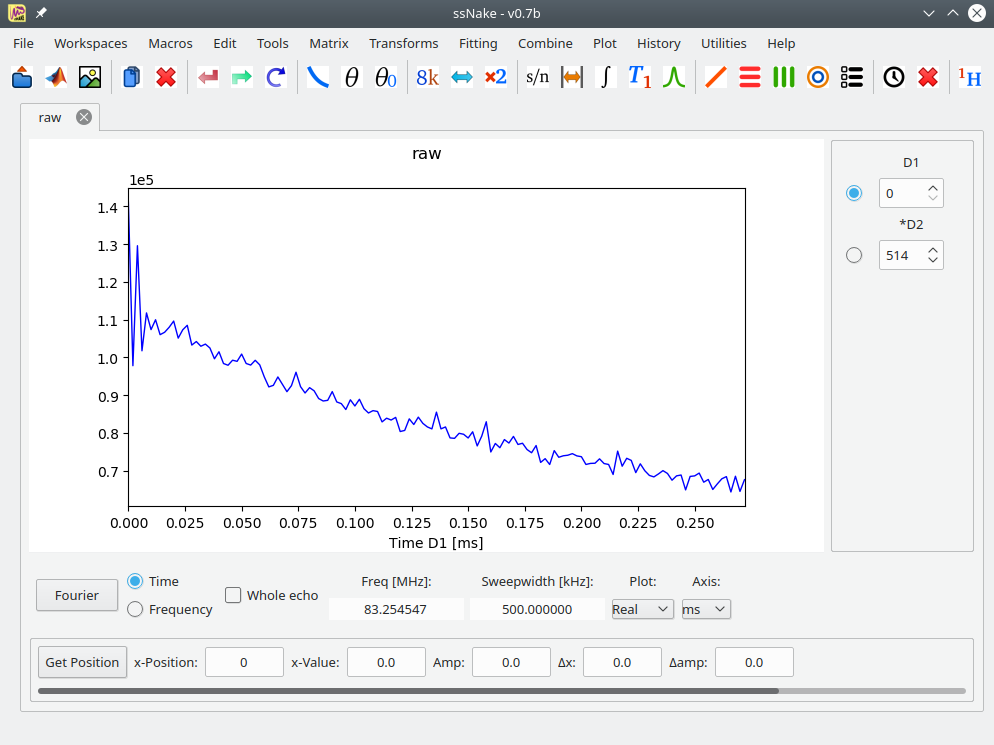 ssNake - v0.7b
File Workspaces Macros Edit Tools Matrix Transforms Fitting Combine Plot History Utilities Help
θ θ0 8k ×2 s/n ∫ T1 1H
raw
raw
D1
0
*D2
514
1e5
1.4
1.3
1.2
1.1
1.0
0.9
0.8
0.7
0.000 0.025 0.050 0.075 0.100 0.125 0.150 0.175 0.200 0.225 0.250
Time D1 [ms]
Fourier
Time
Frequency
Whole echo
Freq [MHz]: Sweepwidth [kHz]: Plot: Axis:
83.254547 500.000000 Real ms
Get Position x-Position: 0 x-Value: 0.0 Amp: 0.0 Δx: 0.0 Δamp: 0.0